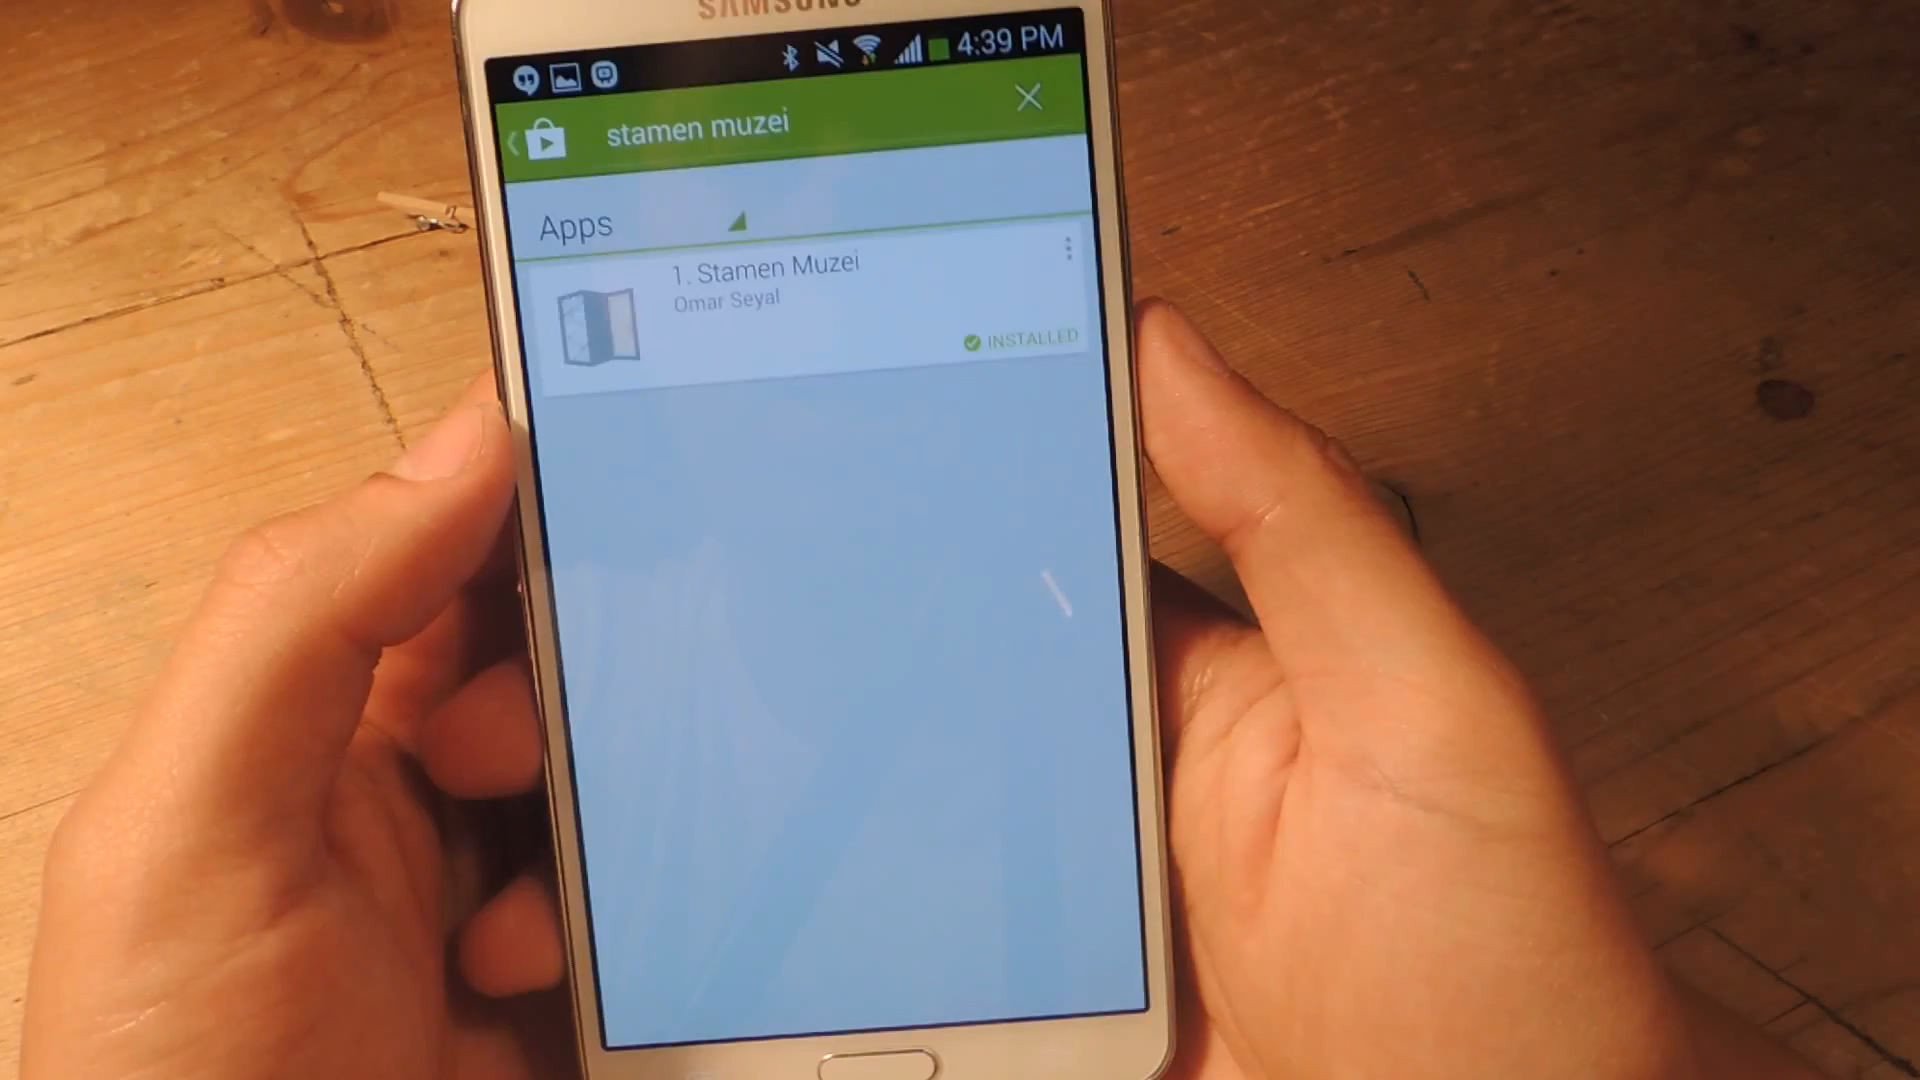 SAMSUNG
4:39 PM
stamen muzei
Apps
1. Stamen Muzei
Omar Seyal
INSTALLED